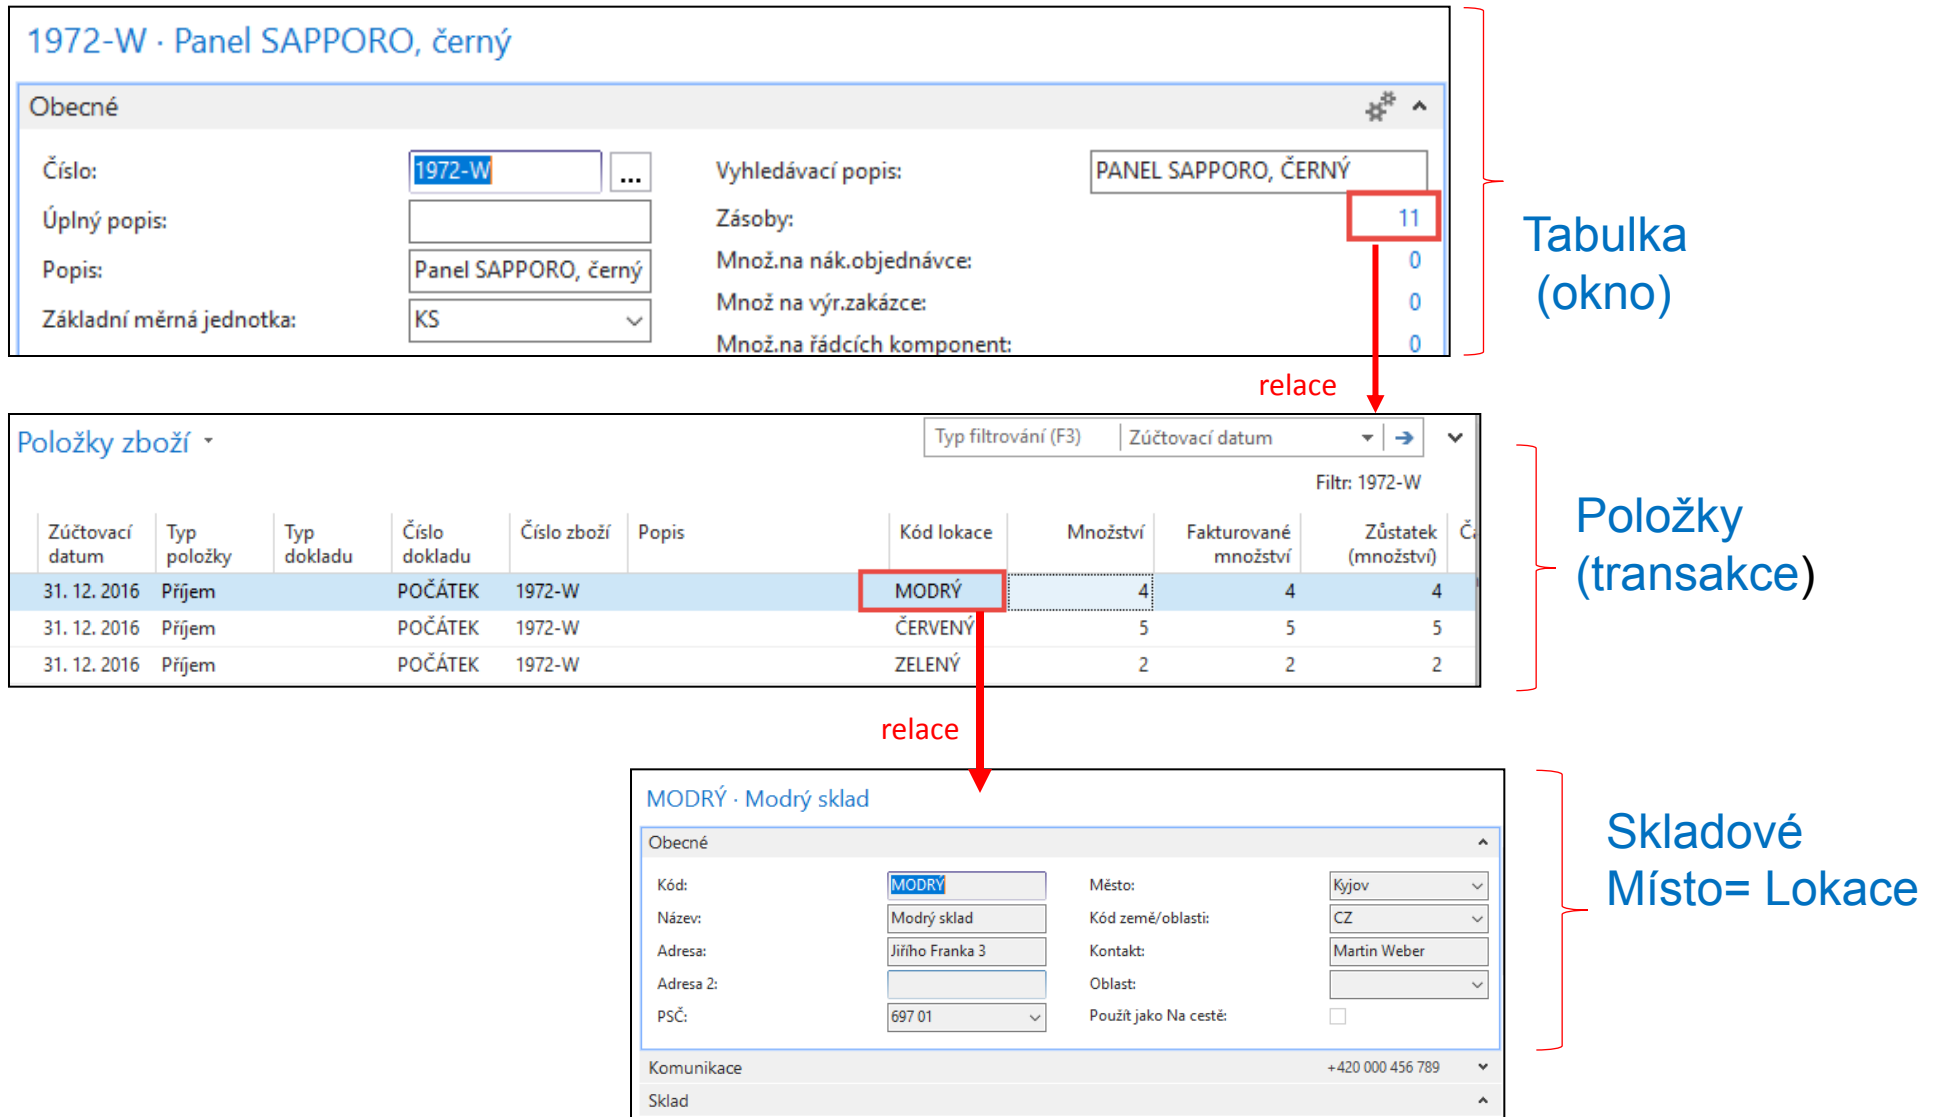 1972-W · Panel SAPPORO, černý
Obecné
Číslo: 1972-W ... Vyhledávací popis: PANEL SAPPORO, ČERNÝ
Úplný popis: Zásoby: 11
Popis: Panel SAPPORO, černý Množ.na nák.objednávce: 0
Základní měrná jednotka: KS Množ na výr.zakázce: 0
Množ.na řádcích komponent: 0
Tabulka
(okno)
relace
Položky zboží Typ filtrování (F3) Zúčtovací datum
Filtr: 1972-W
Zúčtovací Typ Typ Číslo Číslo zboží Popis Kód lokace Množství Fakturované Zůstatek
datum položky dokladu dokladu množství (množství)
31. 12. 2016 Příjem POČÁTEK 1972-W MODRÝ 4 4 4
31. 12. 2016 Příjem POČÁTEK 1972-W ČERVENÝ 5 5 5
31. 12. 2016 Příjem POČÁTEK 1972-W ZELENÝ 2 2 2
Položky
(transakce)
relace
MODRÝ · Modrý sklad
Obecné
Kód: MODRÝ Město: Kyjov
Název: Modrý sklad Kód země/oblasti: CZ
Adresa: Jiřího Franka 3 Kontakt: Martin Weber
Adresa 2: Oblast:
PSČ: 697 01 Použít jako Na cestě:
Komunikace +420 000 456 789
Sklad
Skladové
Místo= Lokace